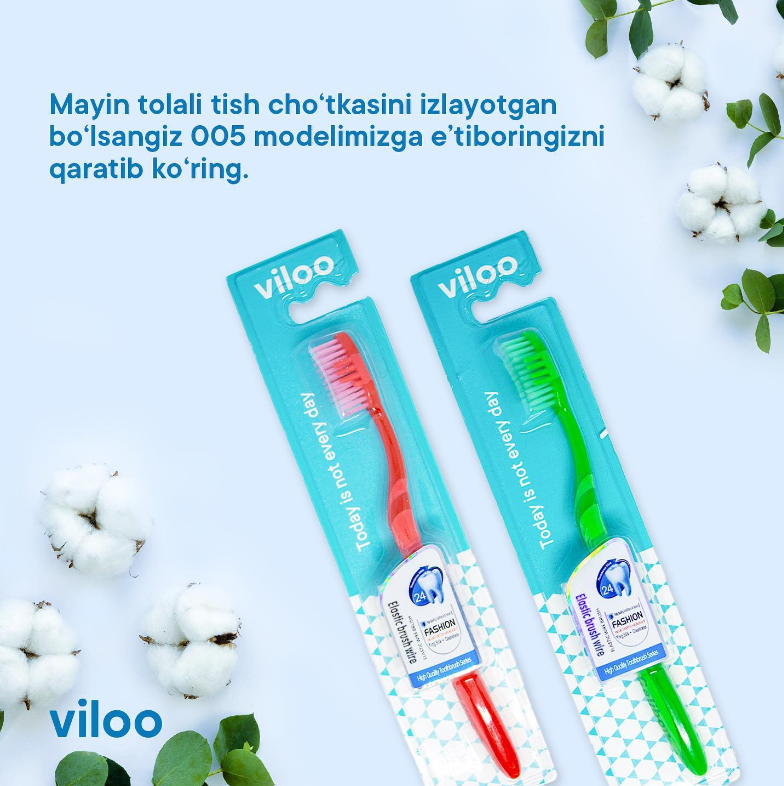 Mayin tolali tish cho‘tkasini izlayotgan
bo‘lsangiz 005 modelimizga e’tiboringizni
qaratib ko‘ring.
viloo
Today is not every day
24
Elastic brush wire
FASHION
High Quality Toothbrush Series
viloo
Today is not every day
24
Elastic brush wire
FASHION
High Quality Toothbrush Series
viloo